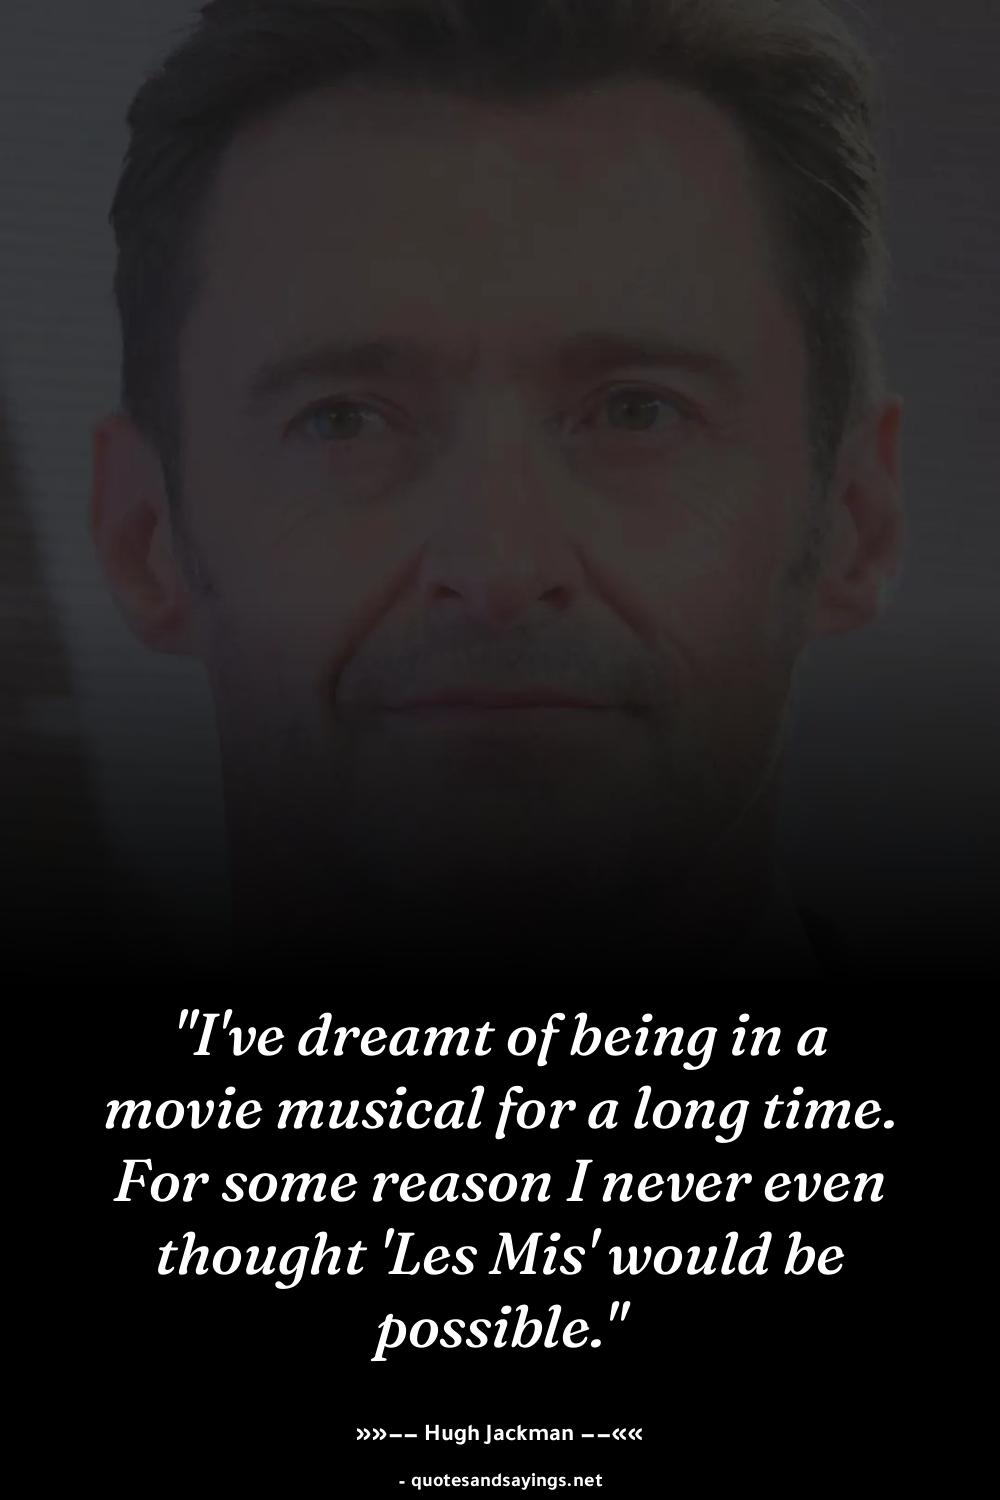 "I've dreamt of being in a
movie musical for a long time.
For some reason I never even
thought 'Les Mis' would be
possible."
»»–– Hugh Jackman ––««
- quotesandsayings.net